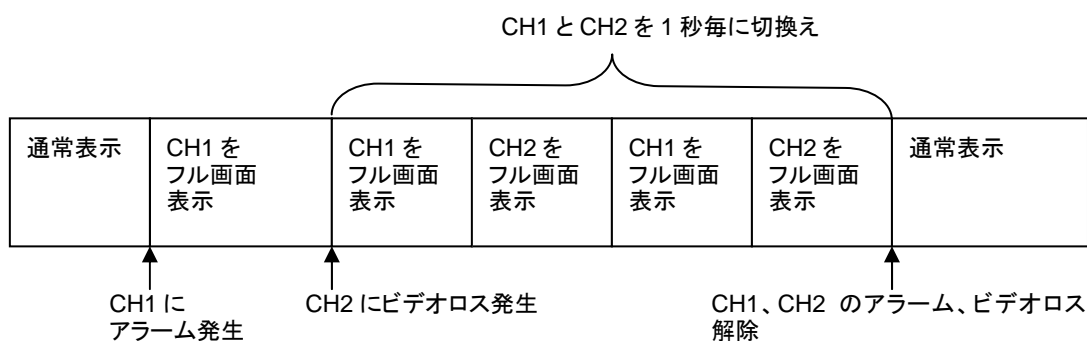 CH1 と CH2 を 1 秒毎に切換え
通常表示
CH1 を
フル画面
表示
CH1 を
フル画面
表示
CH2 を
フル画面
表示
CH1 を
フル画面
表示
CH2 を
フル画面
表示
通常表示
CH1 に
アラーム発生
CH2 にビデオロス発生
CH1、CH2 のアラーム、ビデオロス
解除